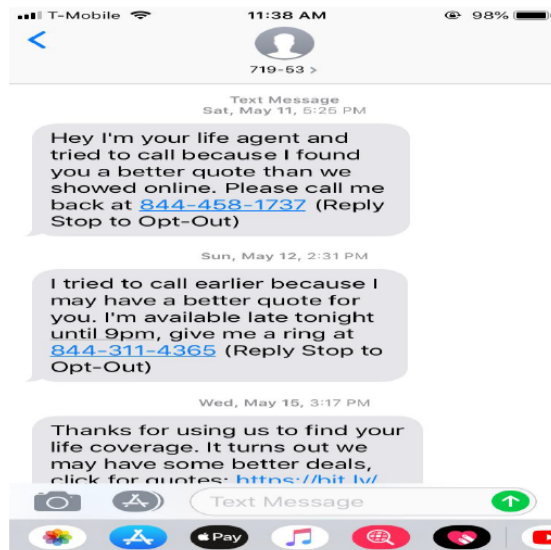 T-Mobile 11:38 AM 98%
719-53 >
Text Message
Sat, May 11, 5:25 PM
Hey I'm your life agent and
tried to call because I found
you a better quote than we
showed online. Please call me
back at 844-458-1737 (Reply
Stop to Opt-Out)
Sun, May 12, 2:31 PM
I tried to call earlier because I
may have a better quote for
you. I'm available late tonight
until 9pm, give me a ring at
844-311-4365 (Reply Stop to
Opt-Out)
Wed, May 15, 3:17 PM
Thanks for using us to find your
life coverage. It turns out we
may have some better deals,
click for quotes: https://bit.ly/
Text Message
Pay